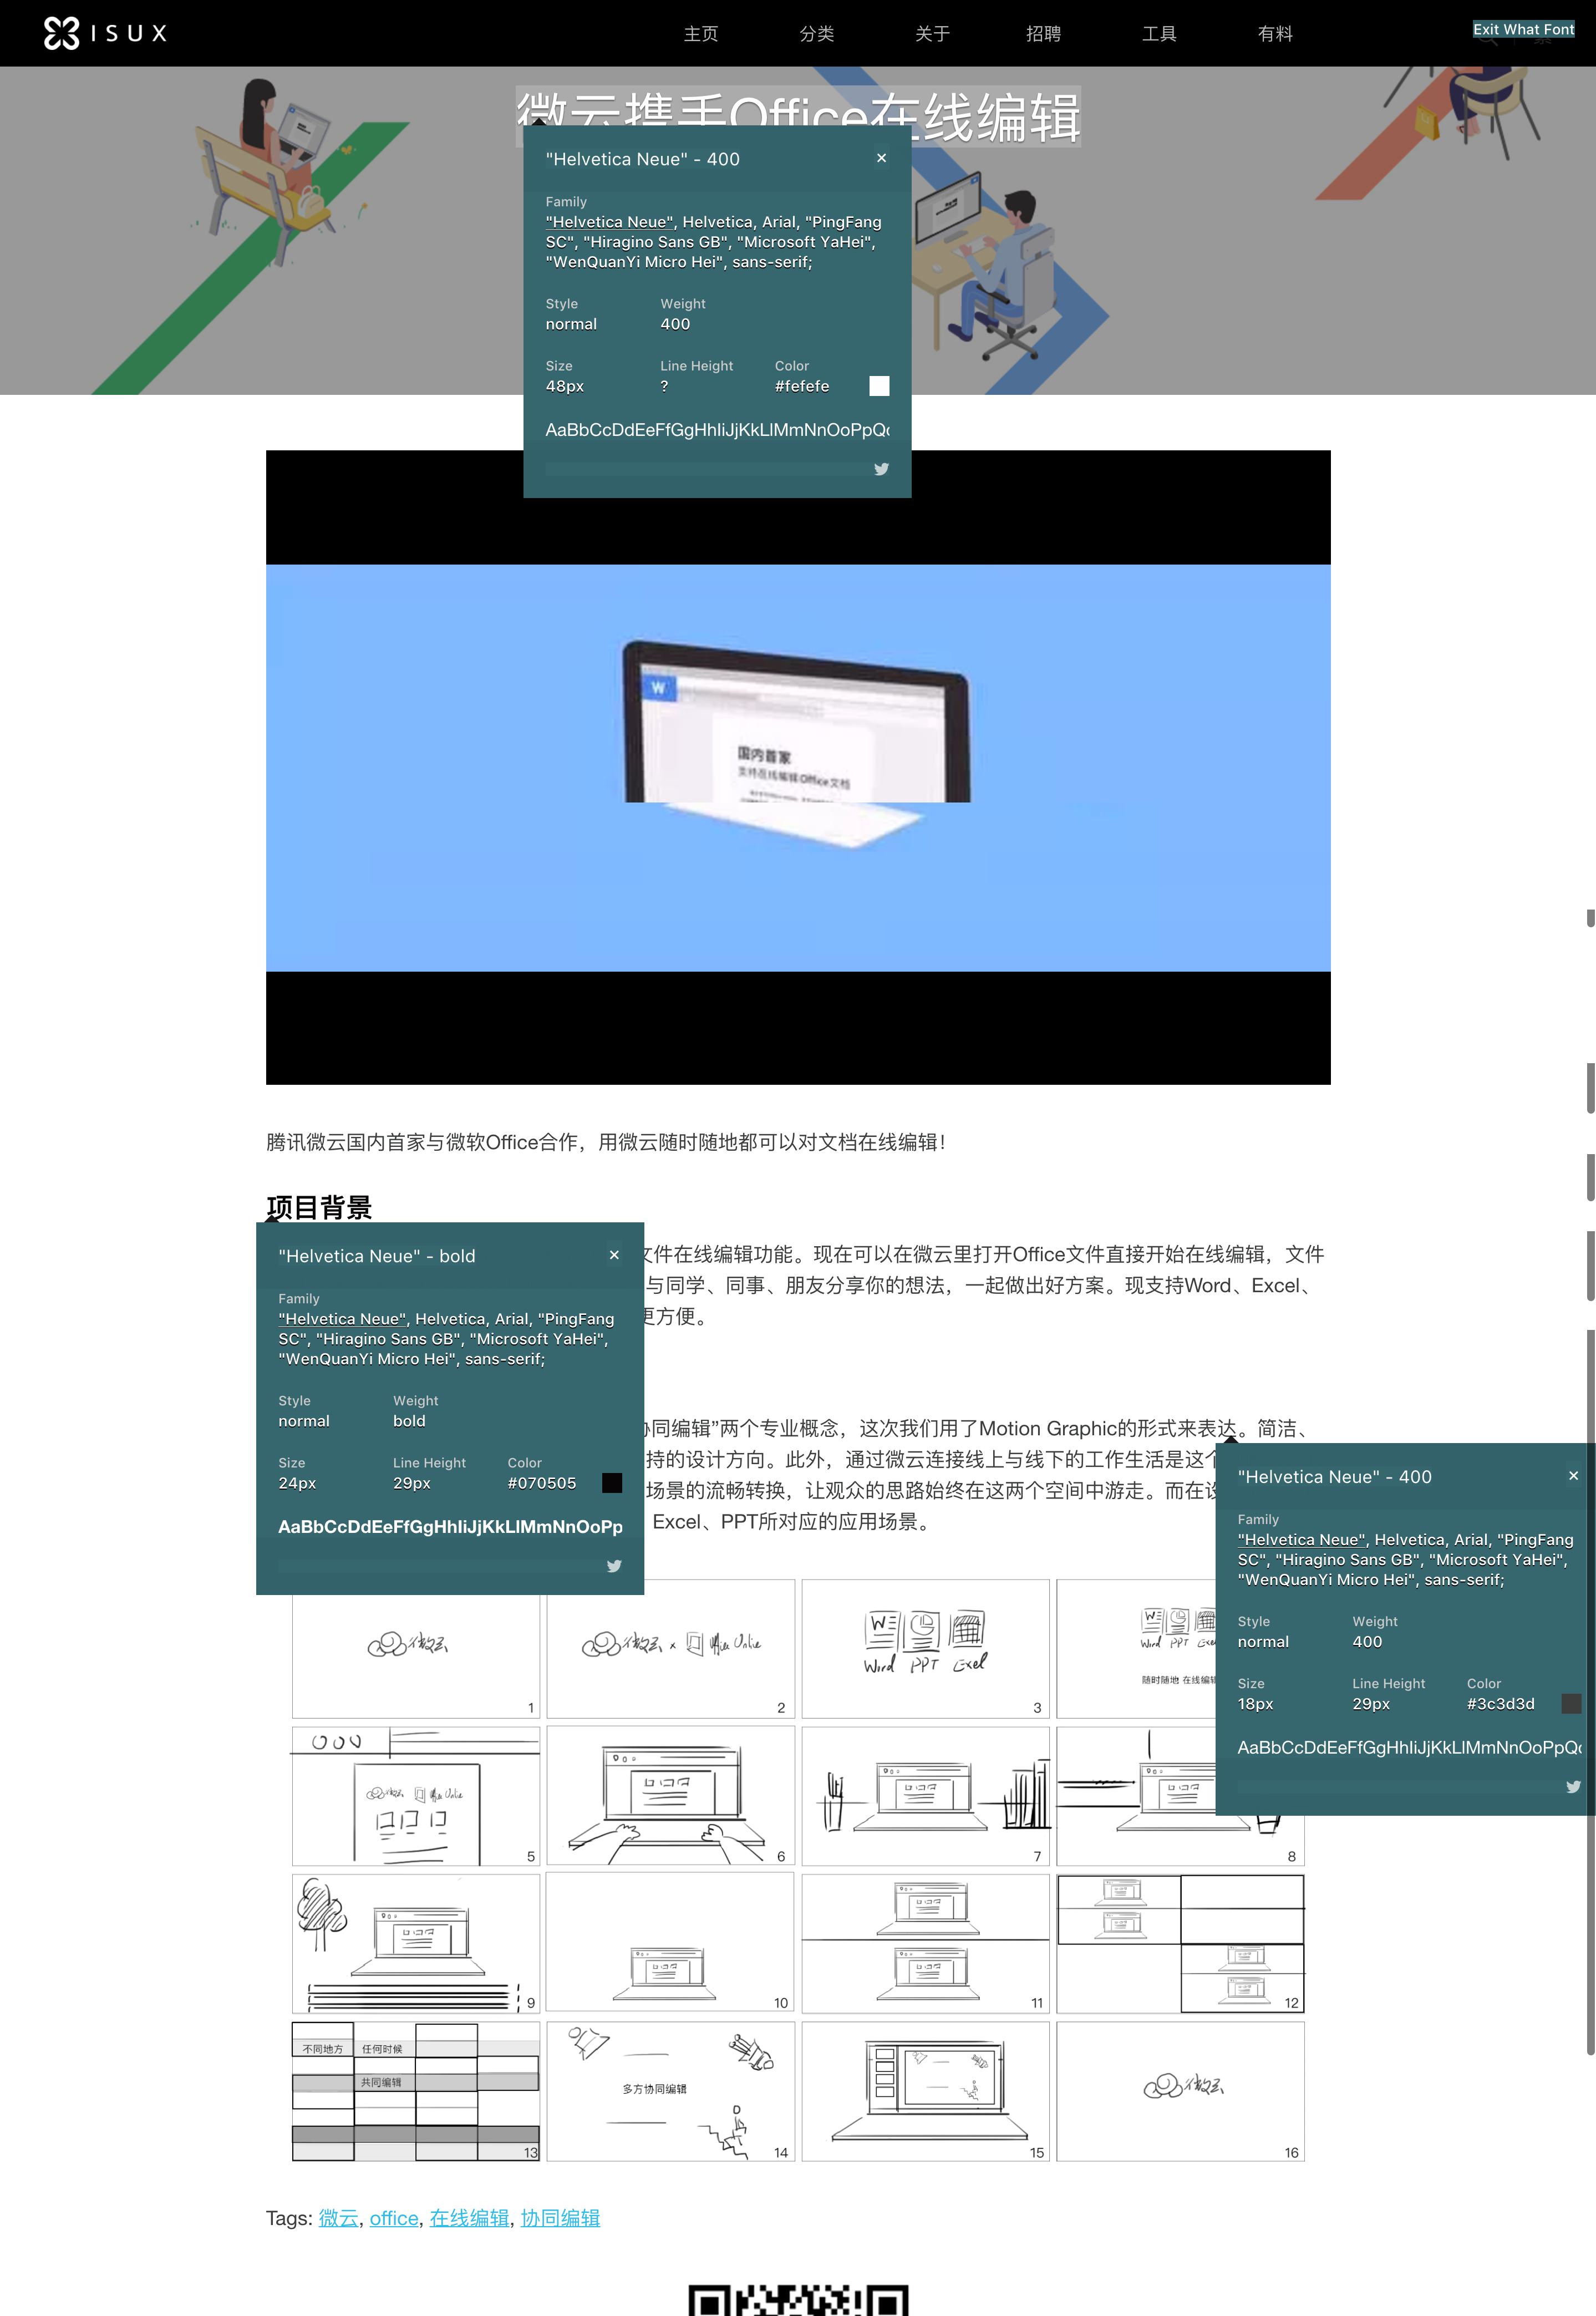 ISUX
主页 分类 关于 招聘 工具 有料
Exit What Font
微云携手Office在线编辑
"Helvetica Neue" - 400
Family
"Helvetica Neue", Helvetica, Arial, "PingFang
SC", "Hiragino Sans GB", "Microsoft YaHei",
"WenQuanYi Micro Hei", sans-serif;
Style Weight
normal 400
Size Line Height Color
48px ? #fefefe
AaBbCcDdEeFfGgHhIiJjKkLlMmNnOoPpQ
W
国内首家
支持在线编辑Office文档
腾讯微云国内首家与微软Office合作，用微云随时随地都可以对文档在线编辑！
项目背景
"Helvetica Neue" - bold
Family
"Helvetica Neue", Helvetica, Arial, "PingFang
SC", "Hiragino Sans GB", "Microsoft YaHei",
"WenQuanYi Micro Hei", sans-serif;
Style Weight
normal bold
Size Line Height Color
24px 29px #070505
AaBbCcDdEeFfGgHhIiJjKkLlMmNnOoPp
文件在线编辑功能。现在可以在微云里打开Office文件直接开始在线编辑，文件
与同学、同事、朋友分享你的想法，一起做出好方案。现支持Word、Excel、
更方便。
协同编辑”两个专业概念，这次我们用了Motion Graphic的形式来表达。简洁、
持的设计方向。此外，通过微云连接线上与线下的工作生活是这个
场景的流畅转换，让观众的思路始终在这两个空间中游走。而在设
Excel、PPT所对应的应用场景。
"Helvetica Neue" - 400
Family
"Helvetica Neue", Helvetica, Arial, "PingFang
SC", "Hiragino Sans GB", "Microsoft YaHei",
"WenQuanYi Micro Hei", sans-serif;
Style Weight
normal 400
Size Line Height Color
18px 29px #3c3d3d
AaBbCcDdEeFfGgHhIiJjKkLlMmNnOoPpQ
微云
1
微云 x Office Online
2
W
Word PPT Exel
3
W
Word PPT
随时随地 在线编辑
5
6
7
8
9
10
11
12
不同地方 任何时候
共同编辑
13
多方协同编辑
14
15
微云
16
Tags: 微云, office, 在线编辑, 协同编辑